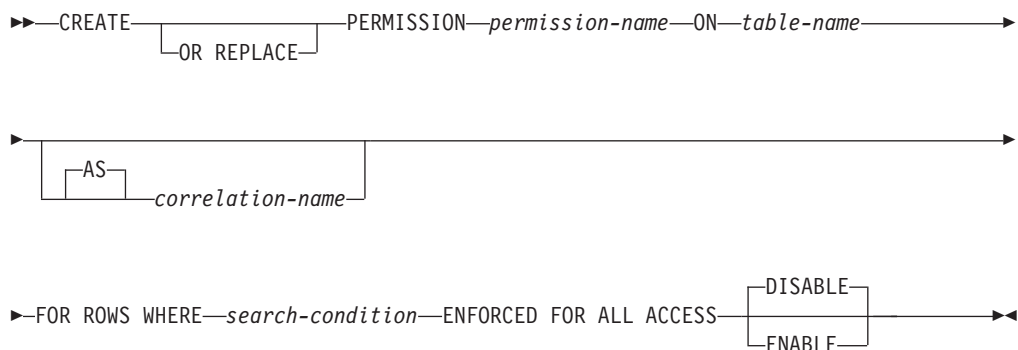 CREATE PERMISSION permission-name ON table-name
OR REPLACE
AS
correlation-name
DISABLE
FOR ROWS WHERE search-condition ENFORCED FOR ALL ACCESS
ENABLE